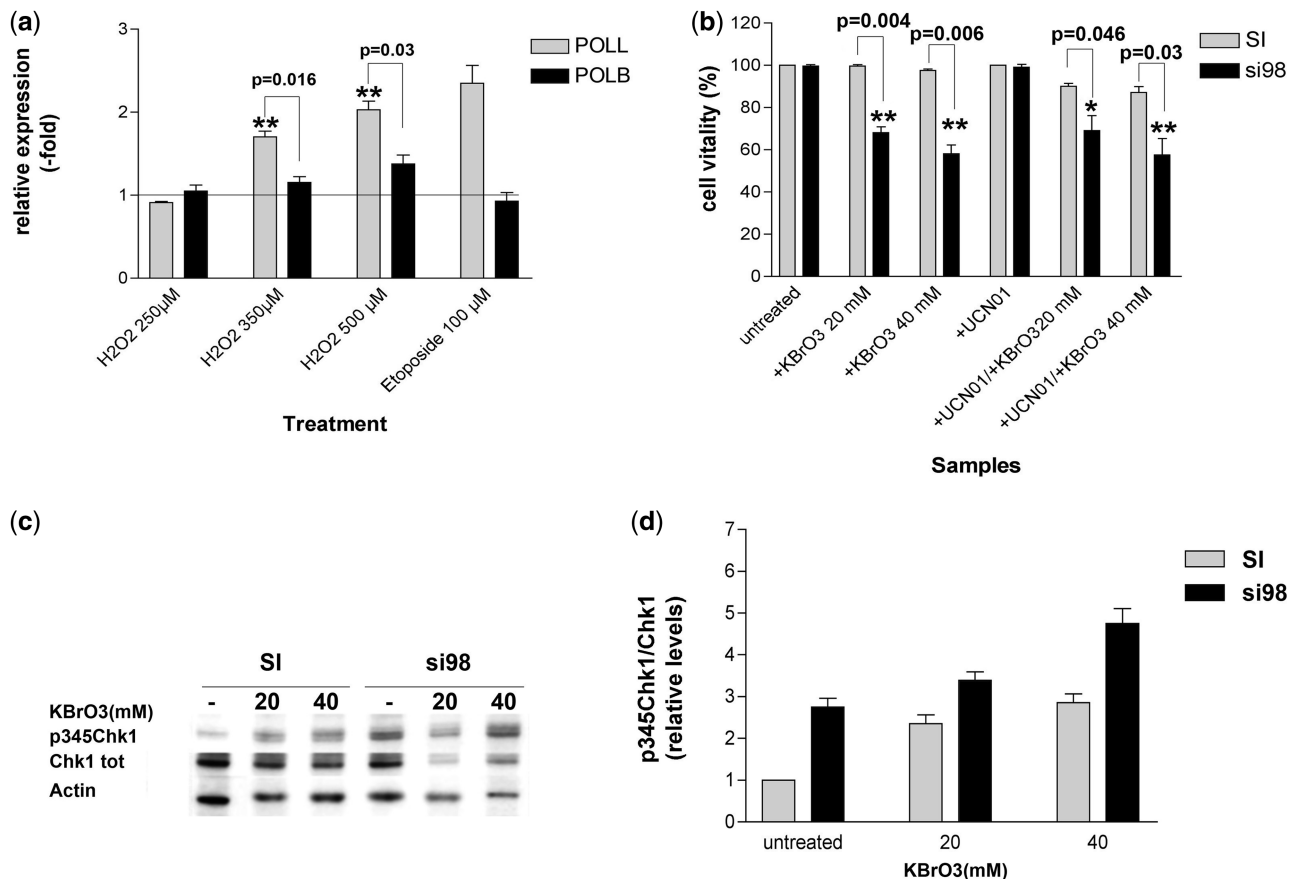 (a)
3
2
1
0
relative expression
(-fold)
p=0.016
p=0.03
**
**
POLL
POLB
H2O2 250μM
H2O2 350μM
H2O2 500 μM
Etoposide 100 μM
Treatment
(b)
120
100
80
60
40
20
0
cell vitality (%)
p=0.004
p=0.006
p=0.046
p=0.03
**
**
*
**
SI
si98
untreated
+KBrO3 20 mM
+KBrO3 40 mM
+UCN01
+UCN01/+KBrO3 20 mM
+UCN01/+KBrO3 40 mM
Samples
(c)
SI si98
KBrO3(mM) - 20 40 - 20 40
p345Chk1
Chk1 tot
Actin
(d)
7
6
5
4
3
2
1
0
p345Chk1/Chk1
(relative levels)
SI
si98
untreated 20 40
KBrO3(mM)